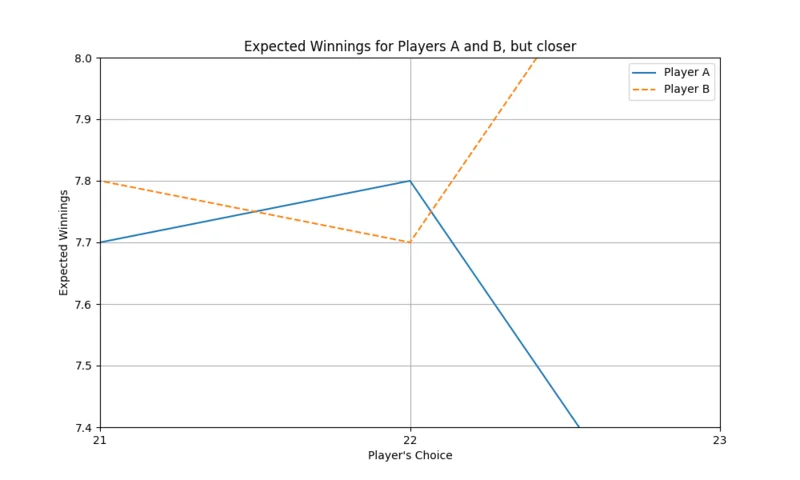 Expected Winnings for Players A and B, but closer
Player A
Player B
8.0
7.9
7.8
7.7
7.6
7.5
7.4
Expected Winnings
21
22
23
Player's Choice